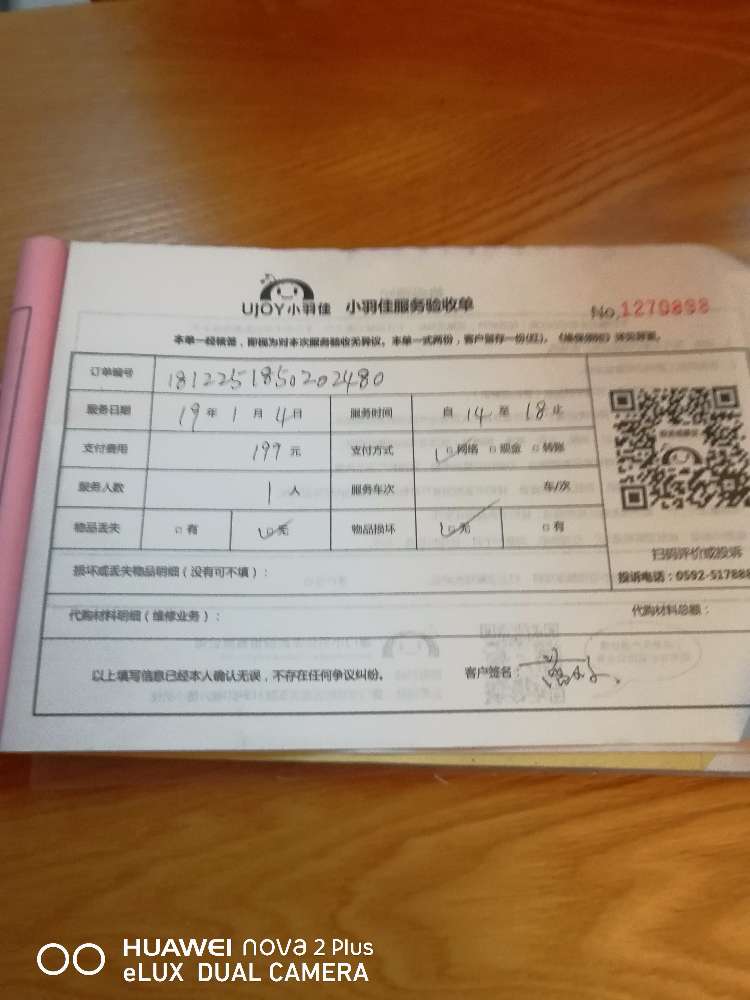 UJOY小羽佳 小羽佳服务验收单 No.1270898
本单一经核签，即视为对本次服务验收无异议。本单一式两份，客户留存一份(红)。
订单编号 1812251850202480
服务日期 19年1月4日 服务时间 自14至18止
支付费用 197元 支付方式 网络 现金 转账
服务人数 1人 服务车次 车/次
物品丢失 有 无 物品损坏 无 有
损坏或丢失物品明细（没有可不填）：
扫码评价或投诉
投诉电话：0592-517888
代购材料明细（维修业务）： 代购材料总额：
以上填写信息已经本人确认无误，不存在任何争议纠纷。 客户签名：
HUAWEI nova 2 Plus
eLUX DUAL CAMERA